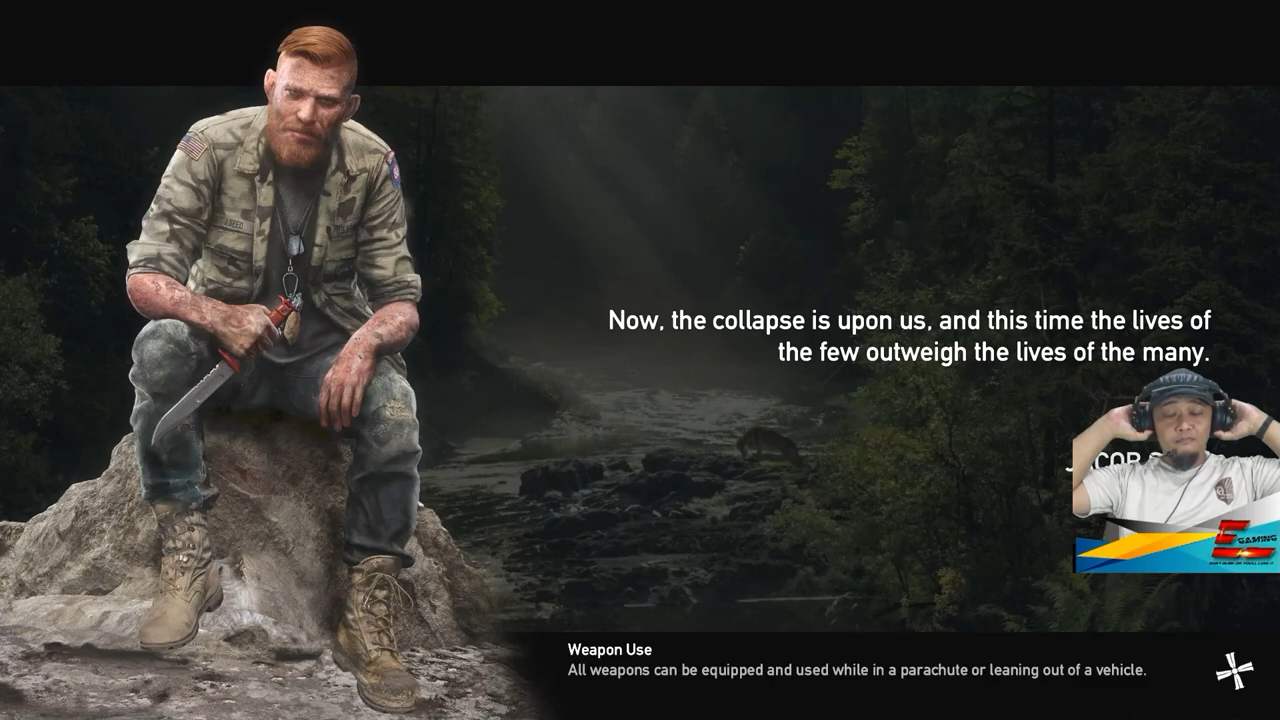 Now, the collapse is upon us, and this time the lives of
the few outweigh the lives of the many.
GAMING
Weapon Use
All weapons can be equipped and used while in a parachute or leaning out of a vehicle.